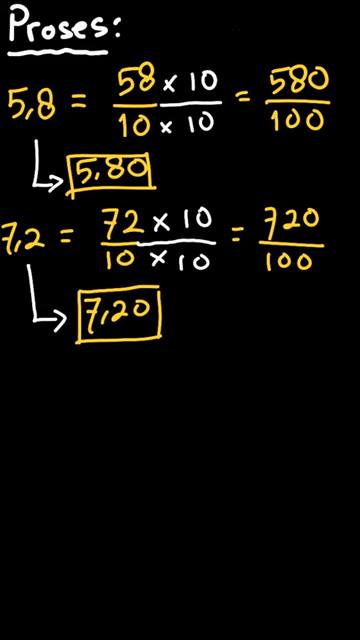 Proses:
5,8 = 58 × 10 / 10 × 10 = 580 / 100
5,80
7,2 = 72 × 10 / 10 × 10 = 720 / 100
7,20